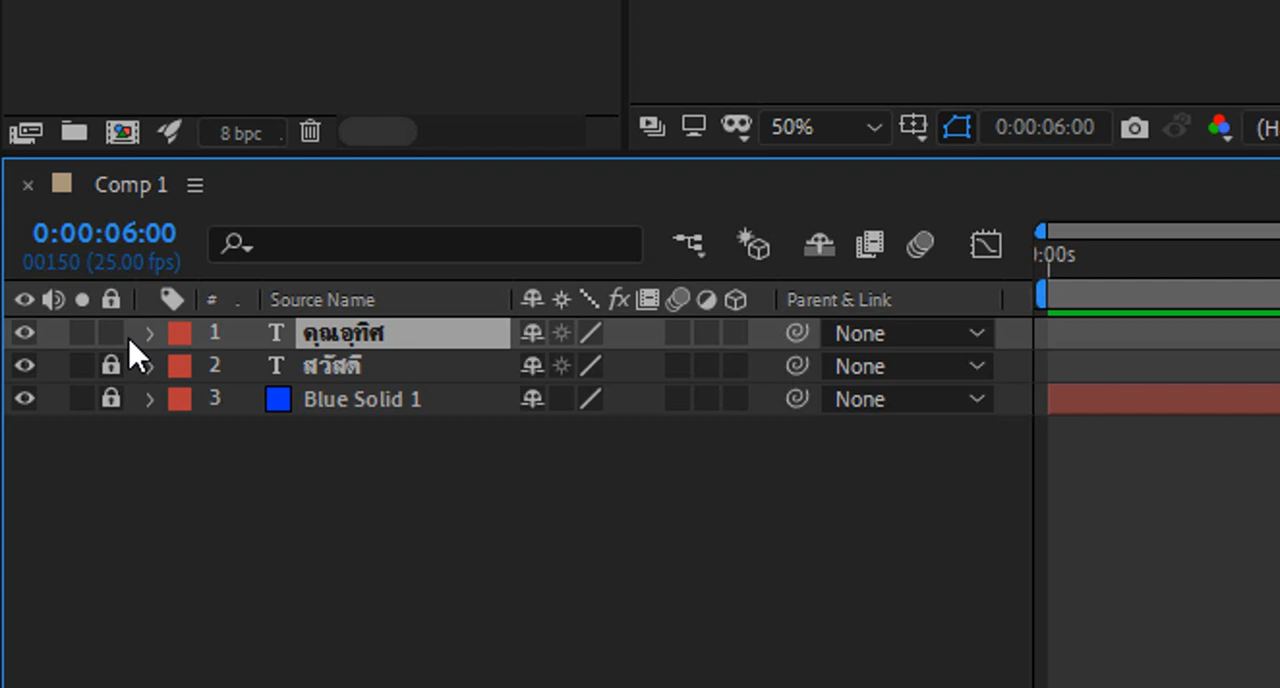 8 bpc
50%
0:00:06:00
(H
Comp 1
0:00:06:00
00150 (25.00 fps)
:00s
# . Source Name fx Parent & Link
1 T คุณอุทิศ None
2 T สวัสดี None
3 Blue Solid 1 None